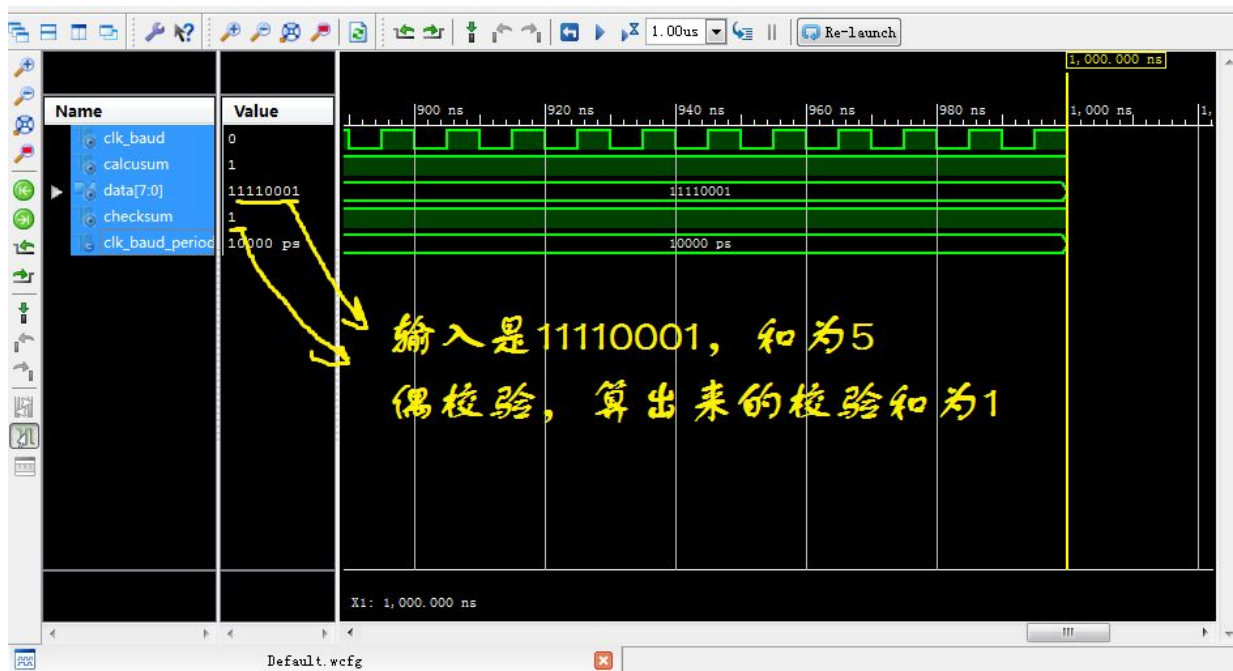 1.00us
Re-launch
1,000.000 ns
Name Value
900 ns 920 ns 940 ns 960 ns 980 ns 1,000 ns 1,
clk_baud 0
calcusum 1
data[7:0] 11110001 11110001
checksum 1
clk_baud_period 10000 ps 10000 ps
输入是11110001，和为5
偶校验，算出来的校验和为1
X1: 1,000.000 ns
Default.wcfg